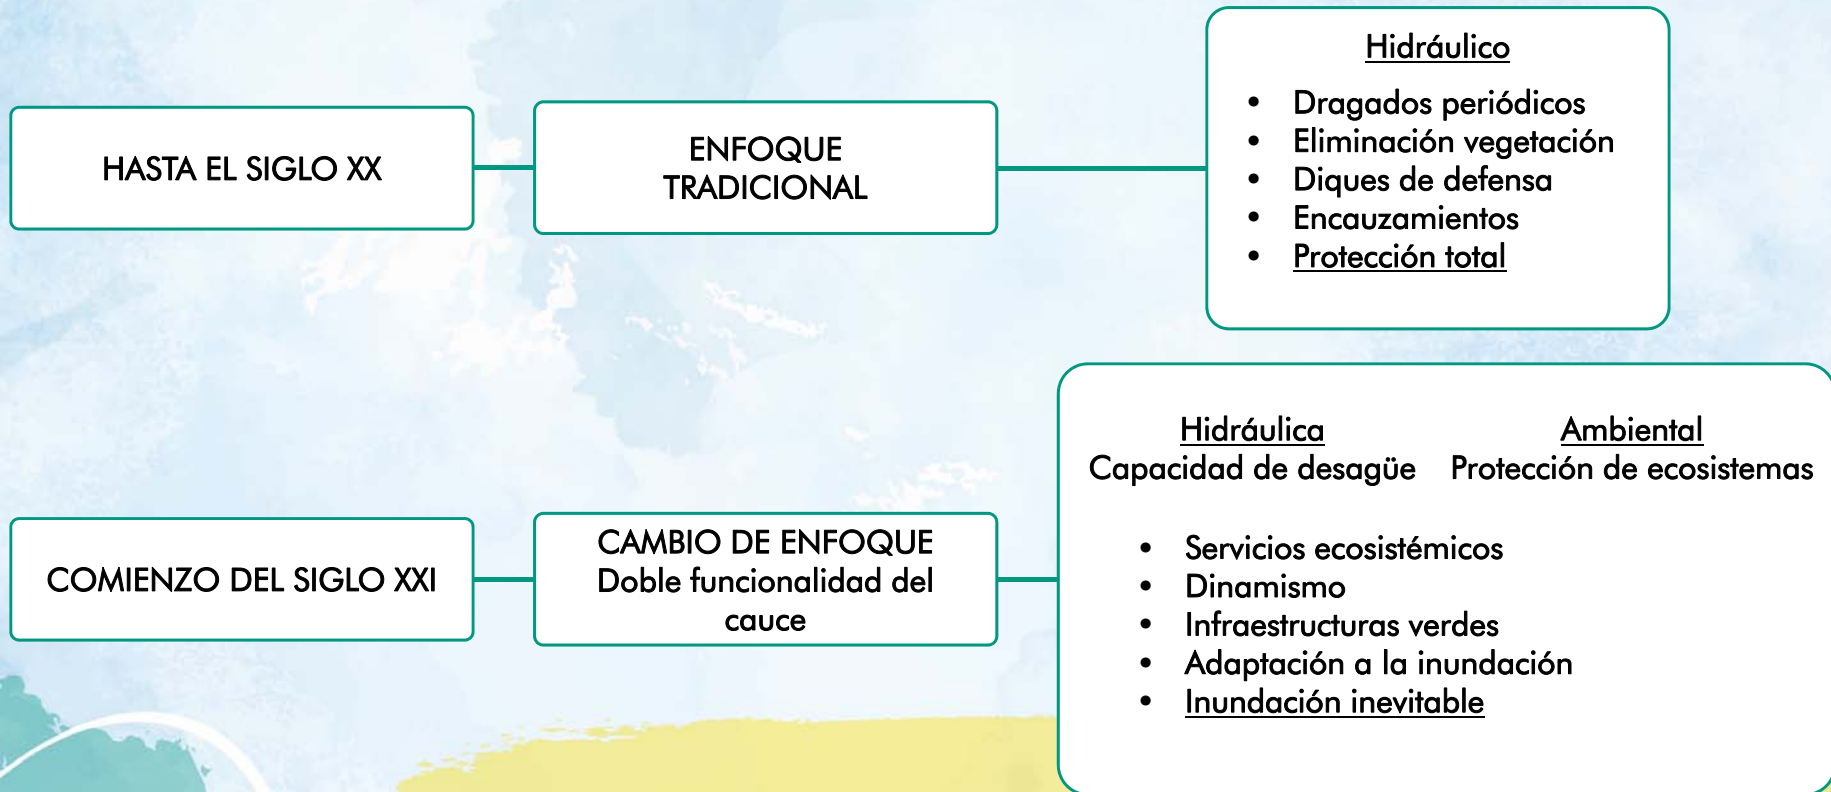 HASTA EL SIGLO XX
ENFOQUE
TRADICIONAL
Hidráulico
• Dragados periódicos
• Eliminación vegetación
• Diques de defensa
• Encauzamientos
• Protección total
COMIENZO DEL SIGLO XXI
CAMBIO DE ENFOQUE
Doble funcionalidad del
cauce
Hidráulica
Capacidad de desagüe
Ambiental
Protección de ecosistemas
• Servicios ecosistémicos
• Dinamismo
• Infraestructuras verdes
• Adaptación a la inundación
• Inundación inevitable